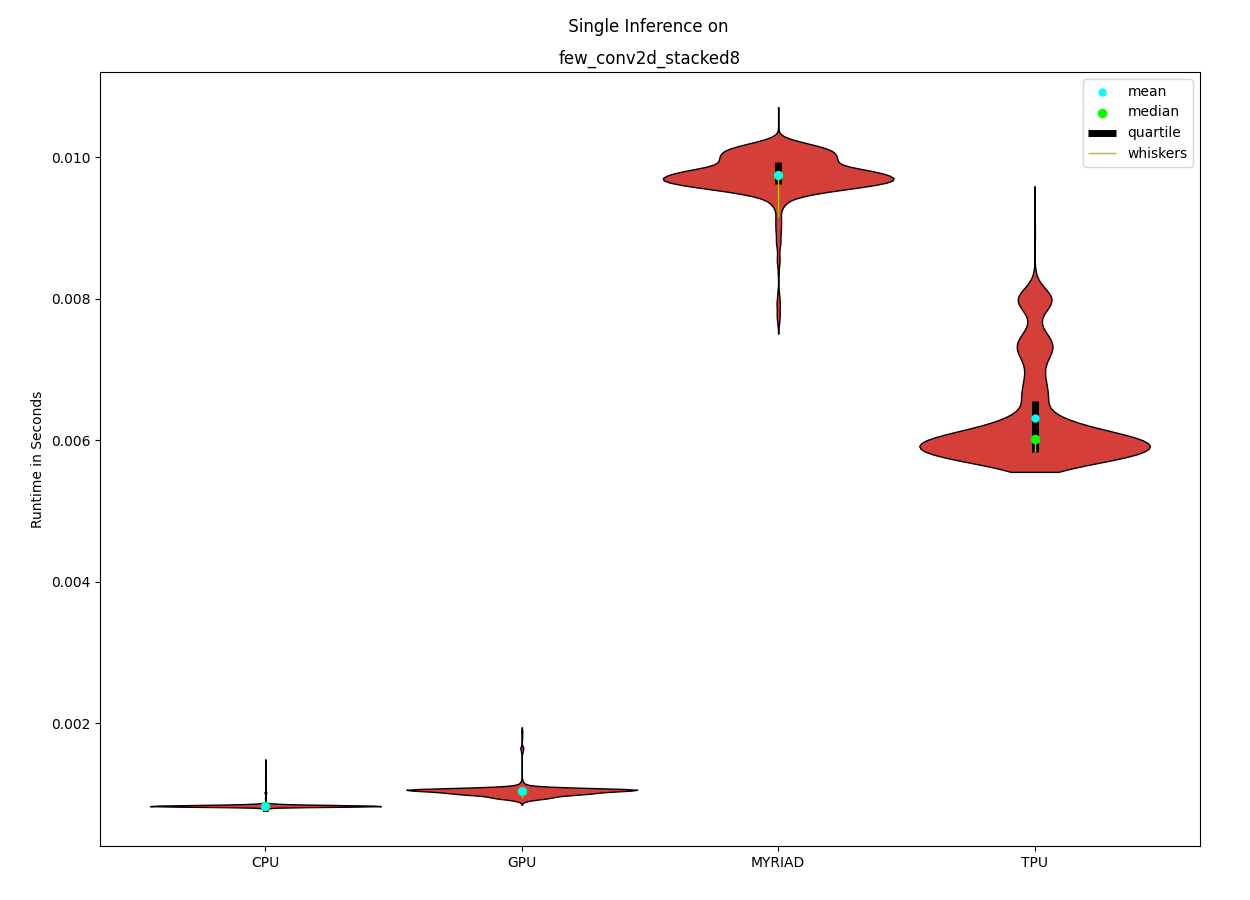 Single Inference on
few_conv2d_stacked8
mean
median
quartile
whiskers
0.010
0.008
0.006
0.004
0.002
Runtime in Seconds
CPU
GPU
MYRIAD
TPU